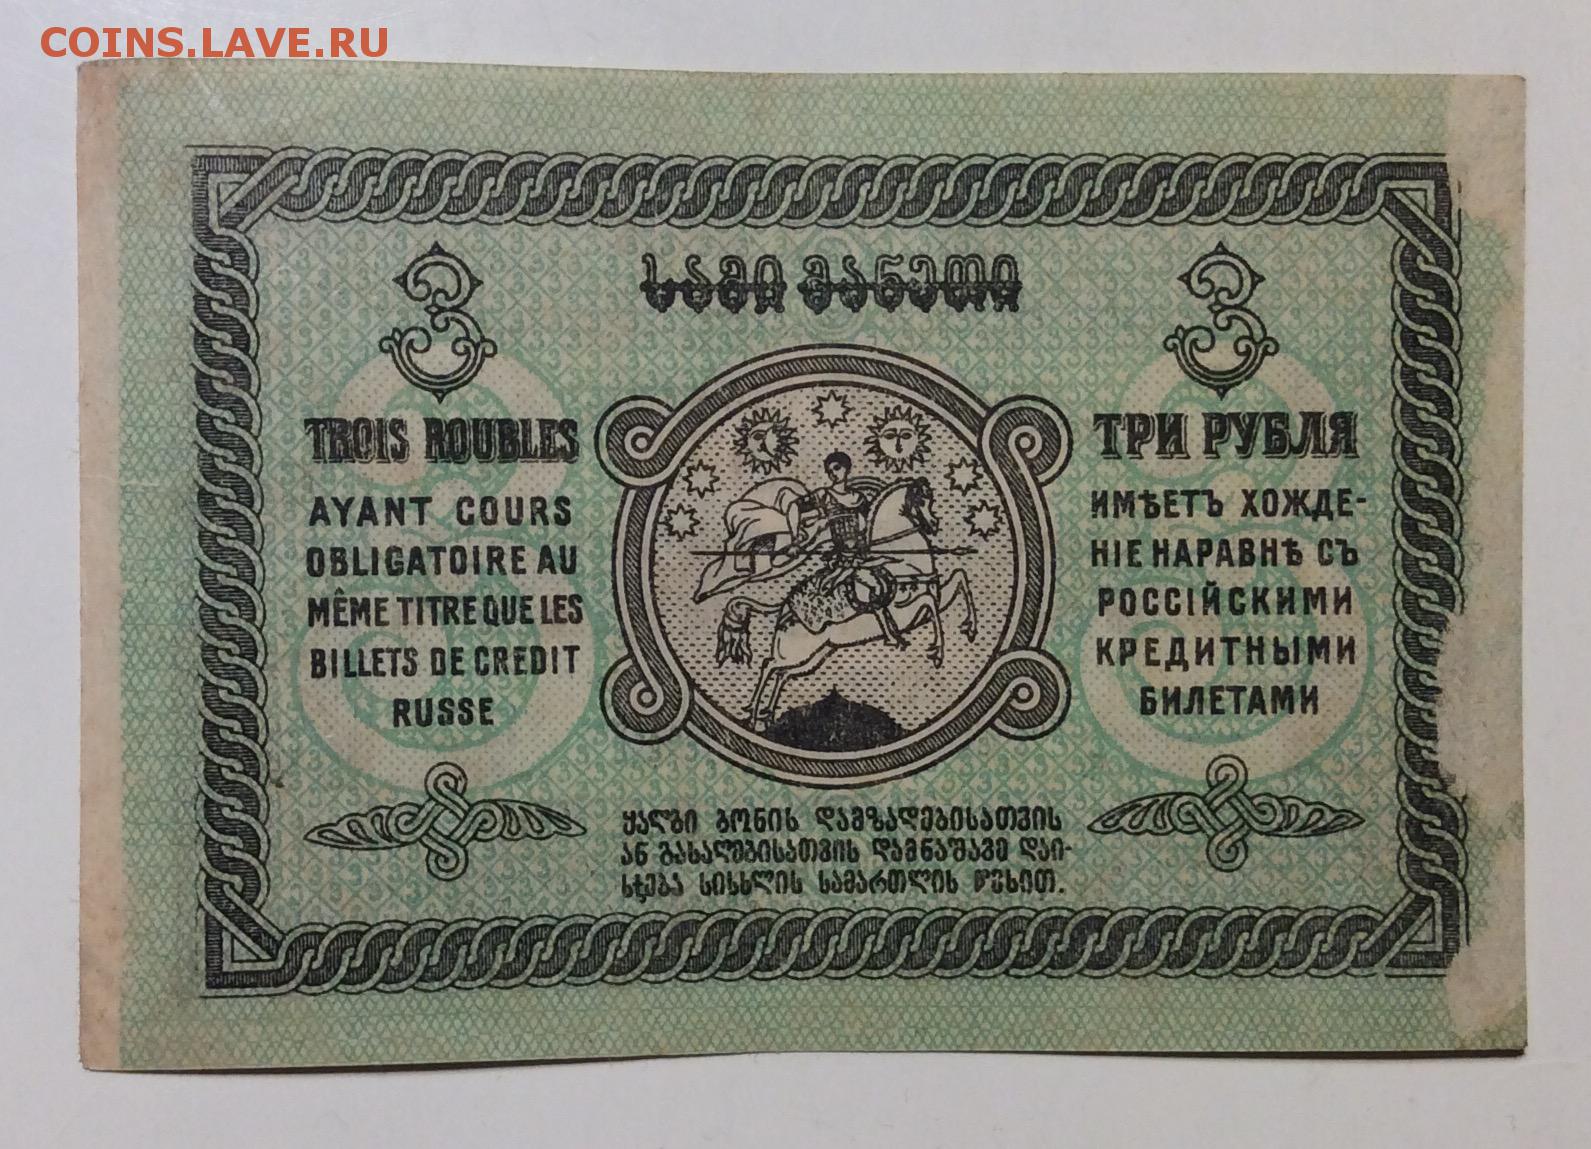 COINS.LAVE.RU
სამი მანეთი
3
TROIS ROUBLES
AYANT COURS
OBLIGATOIRE AU
MÊME TITRE QUE LES
BILLETS DE CREDIT
RUSSE
3
ТРИ РУБЛЯ
ИМѢЕТЪ ХОЖДЕ-
НІЕ НАРАВНѢ СЪ
РОССІЙСКИМИ
КРЕДИТНЫМИ
БИЛЕТАМИ
ყალბი ბონის დამზადებისათვის
ან გასაღებისათვის დამნაშავე დაი-
სჯება სისხლის სამართლის წესით.